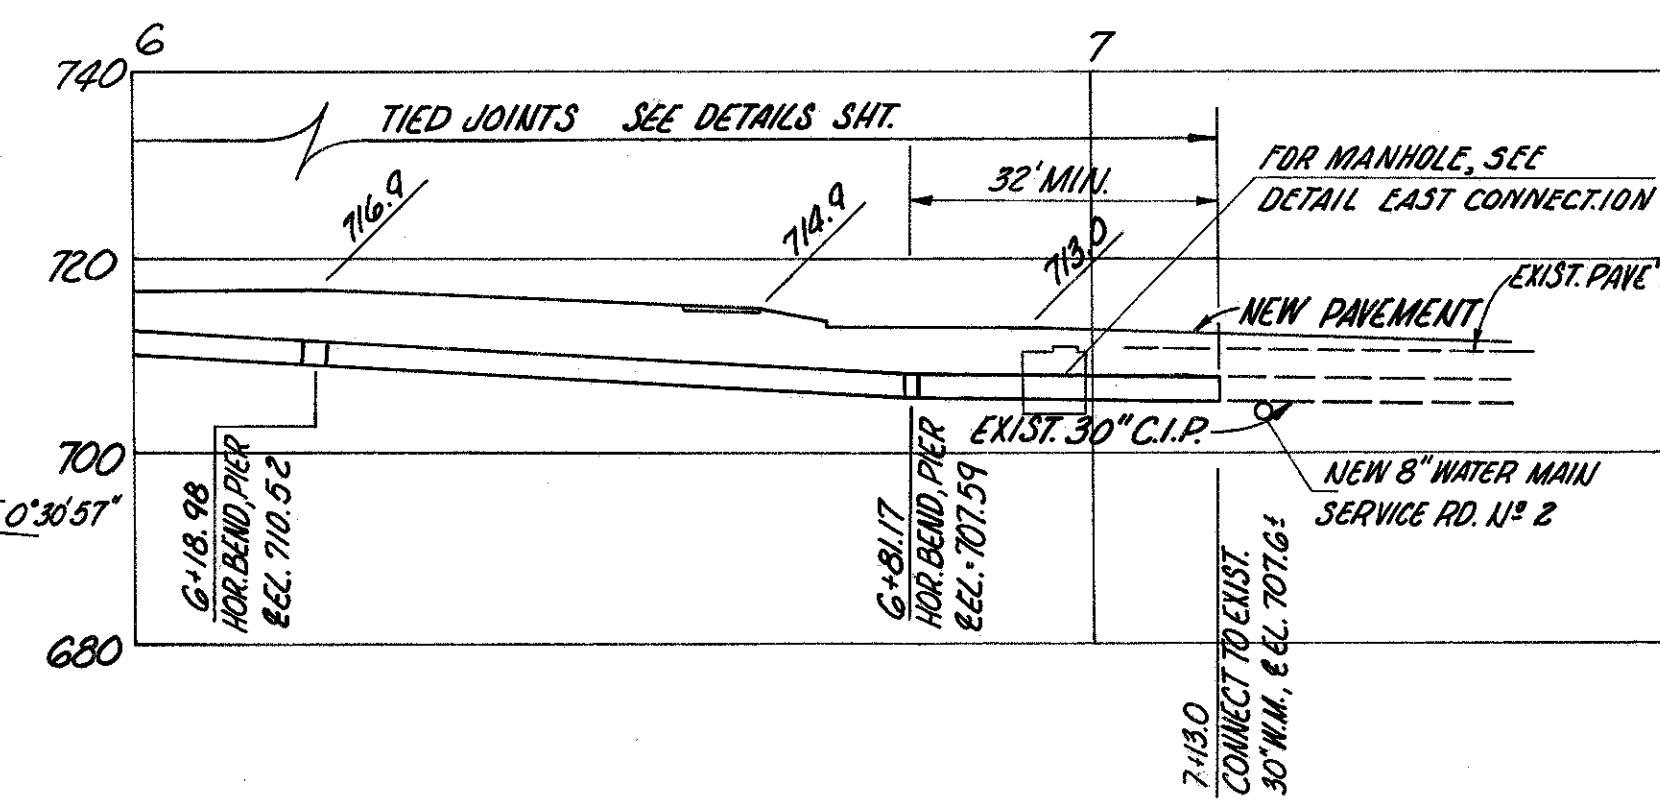 6
7
740
TIED JOINTS SEE DETAILS SHT.
FOR MANHOLE, SEE
DETAIL EAST CONNECTION
32' MIN.
716.9
714.9
713.0
720
EXIST. PAVE'
NEW PAVEMENT
EXIST. 30" C.I.P.
700
NEW 8" WATER MAIN
SERVICE RD. Nº 2
0°30'57"
6+18.98
HOR. BEND, PIER
℄ EL. 710.52
6+81.17
HOR. BEND, PIER
℄ EL.= 707.59
680
7+13.0
CONNECT TO EXIST.
30" W.M., ℄ EL. 707.6±